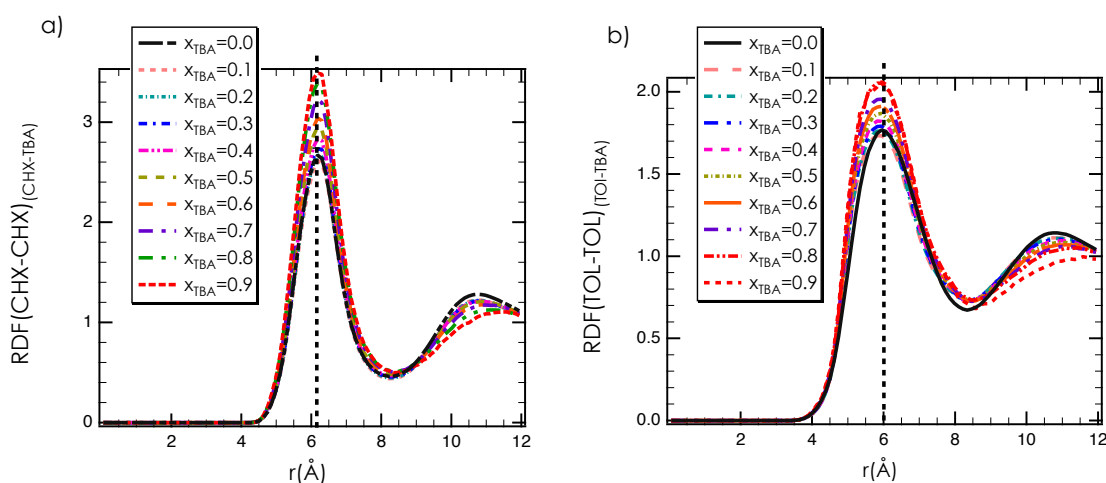 a)
x_TBA=0.0
x_TBA=0.1
x_TBA=0.2
x_TBA=0.3
x_TBA=0.4
x_TBA=0.5
x_TBA=0.6
x_TBA=0.7
x_TBA=0.8
x_TBA=0.9
RDF(CHX-CHX)(CHX-TBA)
3
2
1
0
2
4
6
8
10
12
r(Å)
b)
x_TBA=0.0
x_TBA=0.1
x_TBA=0.2
x_TBA=0.3
x_TBA=0.4
x_TBA=0.5
x_TBA=0.6
x_TBA=0.7
x_TBA=0.8
x_TBA=0.9
RDF(TOL-TOL)(TOl-TBA)
2.0
1.5
1.0
0.5
0.0
2
4
6
8
10
12
r(Å)